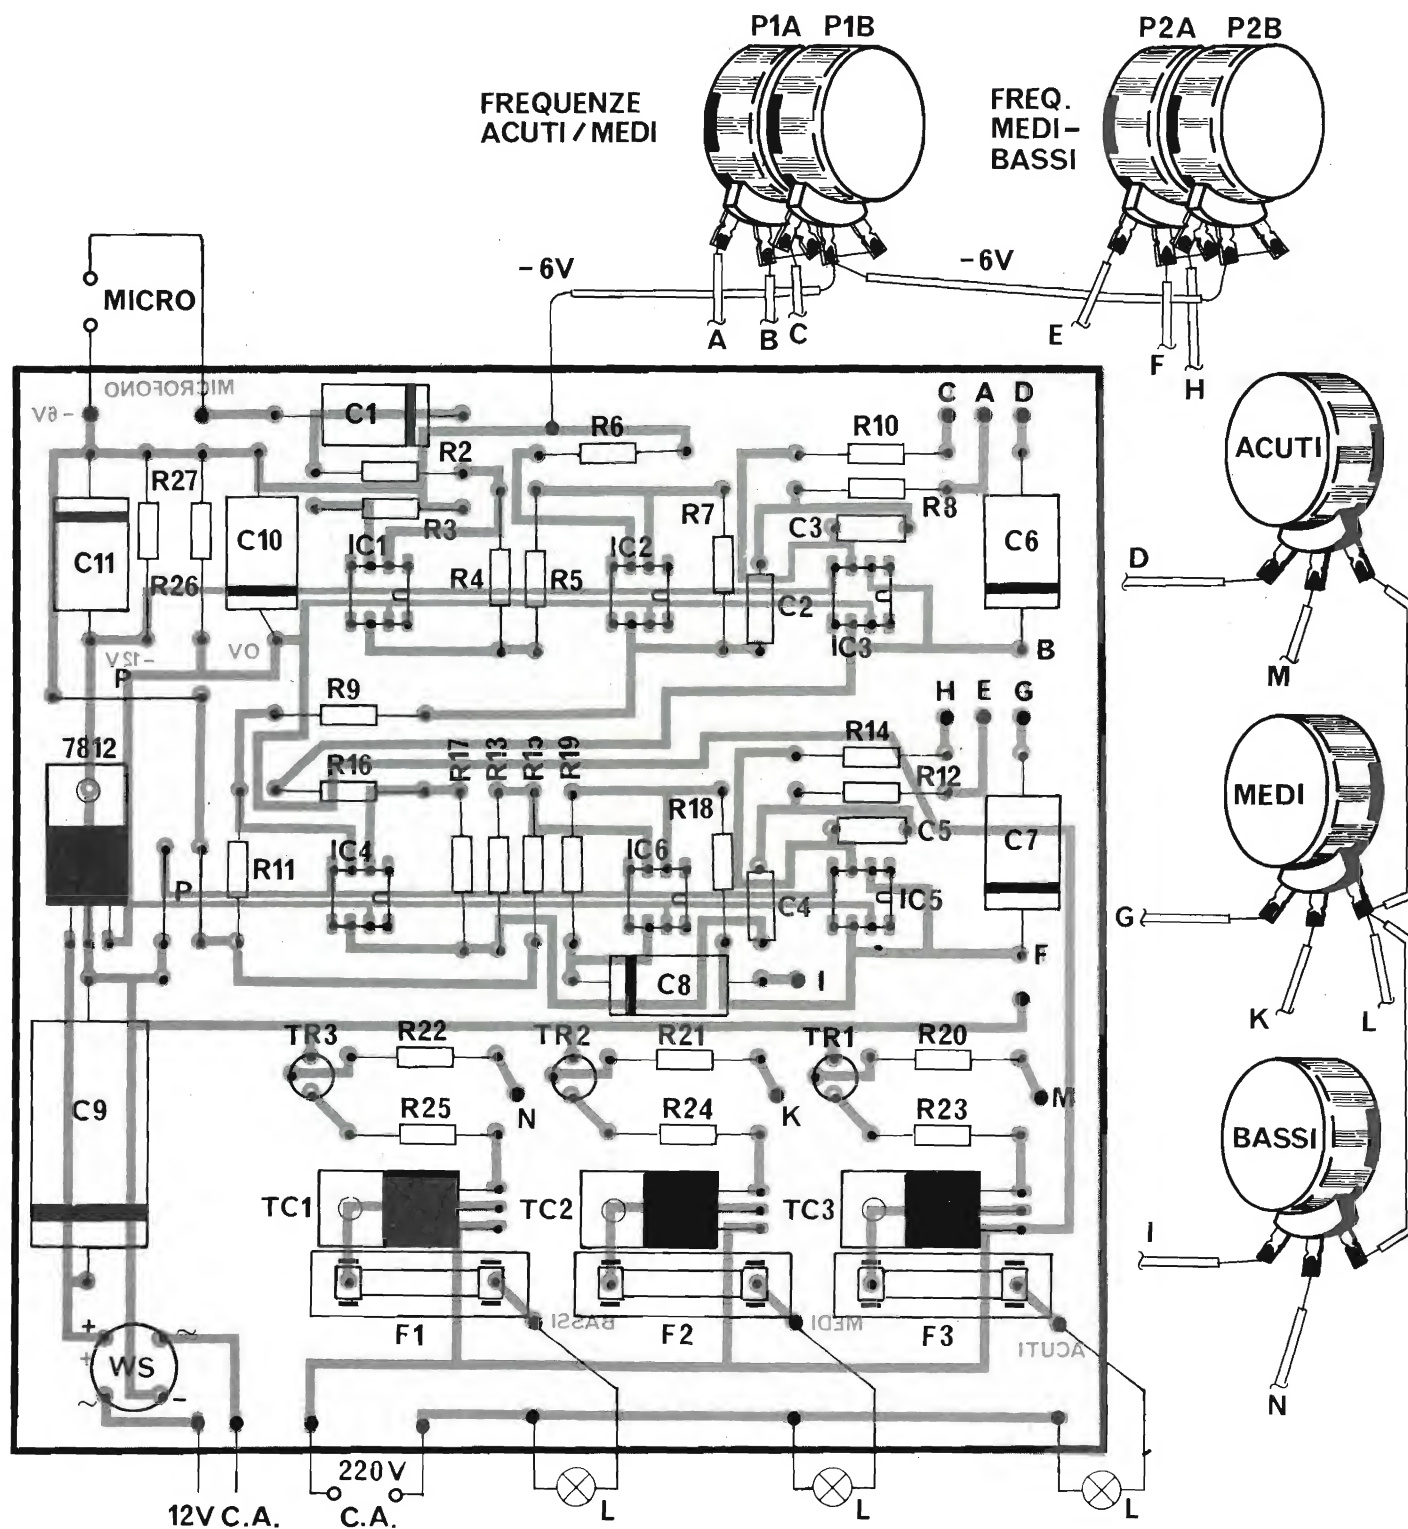 P1A P1B
P2A P2B
FREQUENZE
ACUTI / MEDI
FREQ.
MEDI-
BASSI
-6V
-6V
MICRO
A B C
E F H
MICROFONO
-6V
C1
R2
R3
R6
R10
C A D
R8
R27
C10
C11
R26
IC1
R4
R5
IC2
R7
C3
C2
IC3
C6
B
-12V
0V
P
R9
H E G
7812
R16
R17
R13
R15
R19
R14
R12
R18
C5
C7
R11
IC4
IC6
IC5
C4
P
F
C8
I
TR3
R22
TR2
R21
TR1
R20
C9
R25
N
R24
K
R23
M
TC1
TC2
TC3
F1
BASSI
F2
MEDI
F3
ACUTI
+
+
~
WS
~
-
12V C.A.
220V
C.A.
L
L
L
ACUTI
D
M
MEDI
G
K
L
BASSI
I
N